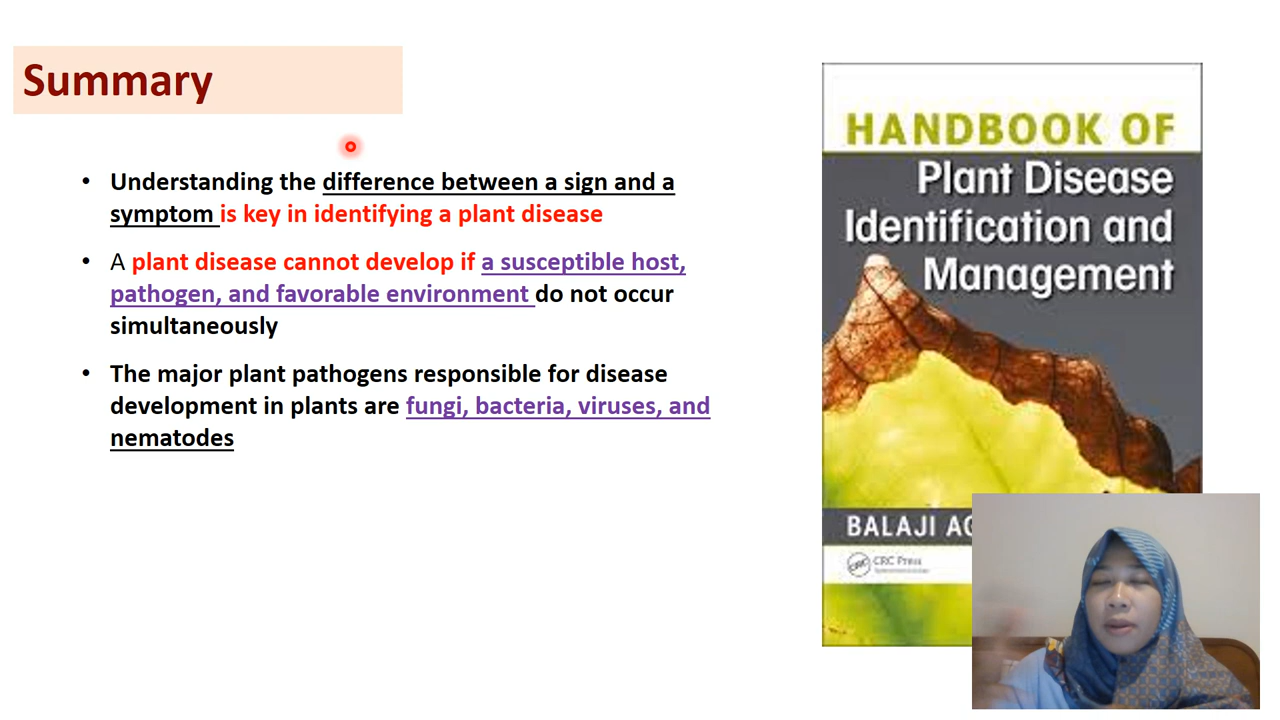 Summary
• Understanding the difference between a sign and a
symptom is key in identifying a plant disease
• A plant disease cannot develop if a susceptible host,
pathogen, and favorable environment do not occur
simultaneously
• The major plant pathogens responsible for disease
development in plants are fungi, bacteria, viruses, and
nematodes
HANDBOOK OF
Plant Disease
Identification and
Management
BALAJI
CRC Press